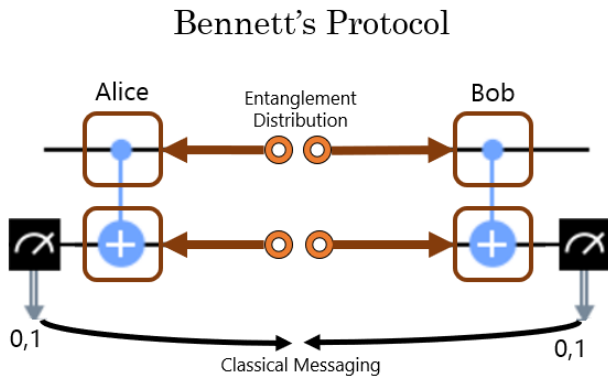 Bennett's Protocol
Alice
Entanglement
Distribution
Bob
0,1
0,1
Classical Messaging